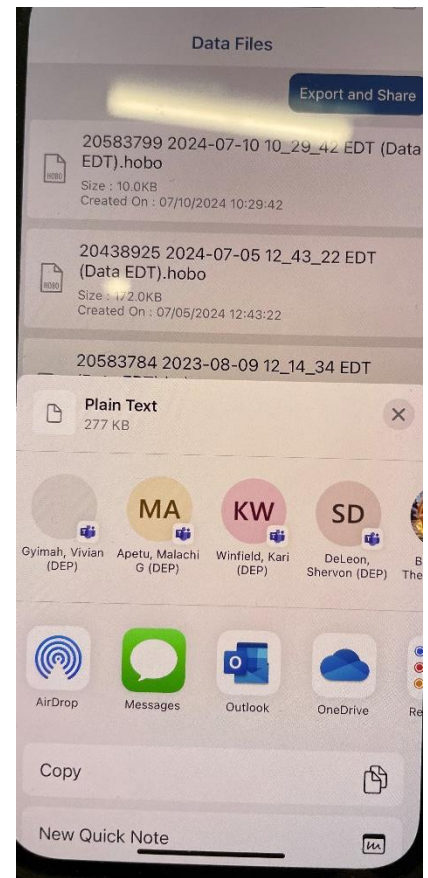 Data Files
Export and Share
20583799 2024-07-10 10_29_42 EDT (Data
EDT).hobo
HOBO
Size : 10.0KB
Created On : 07/10/2024 10:29:42
20438925 2024-07-05 12_43_22 EDT
(Data EDT).hobo
HOBO
Size : 172.0KB
Created On : 07/05/2024 12:43:22
20583784 2023-08-09 12_14_34 EDT
Plain Text
277 KB
MA
KW
SD
Gyimah, Vivian
(DEP)
Apetu, Malachi
G (DEP)
Winfield, Kari
(DEP)
DeLeon,
Shervon (DEP)
B
The
AirDrop
Messages
Outlook
OneDrive
Re
Copy
New Quick Note